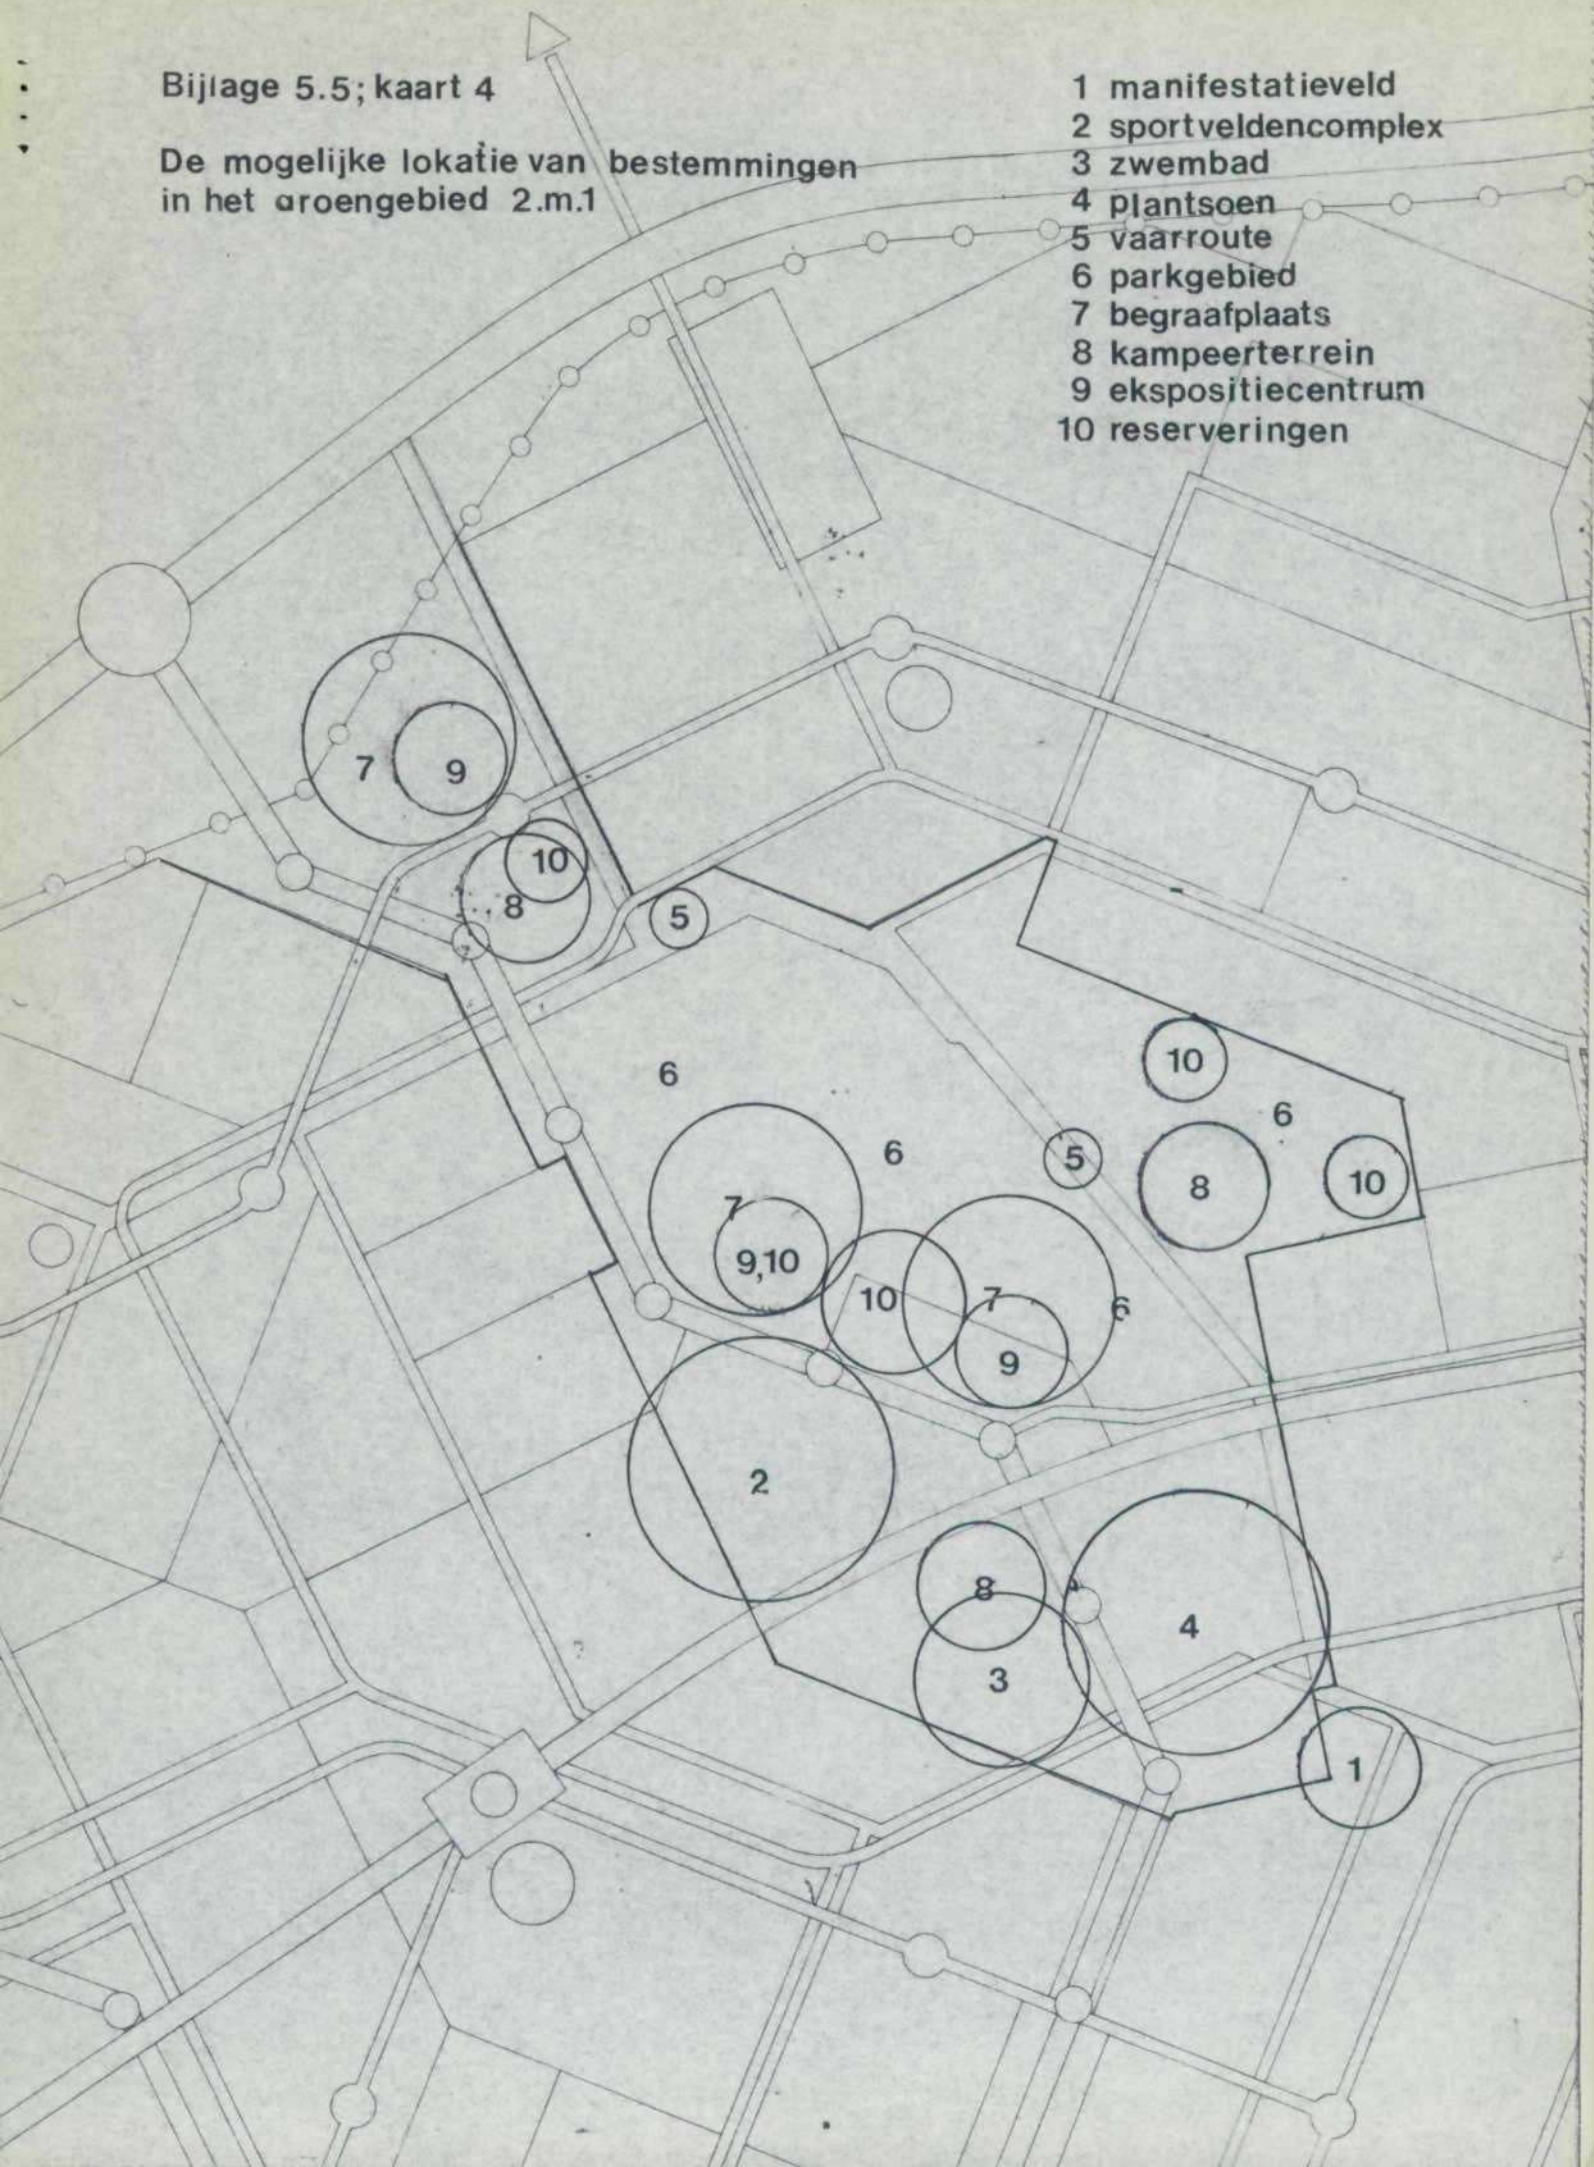 Bijlage 5.5; kaart 4
De mogelijke lokatie van bestemmingen
in het groengebied 2.m.1
1 manifestatieveld
2 sportveldencomplex
3 zwembad
4 plantsoen
5 vaarroute
6 parkgebied
7 begraafplaats
8 kampeerterrein
9 ekspositiecentrum
10 reserveringen
7
9
10
8
5
6
10
6
6
5
8
10
7
9,10
10
7
6
9
2
8
4
3
1